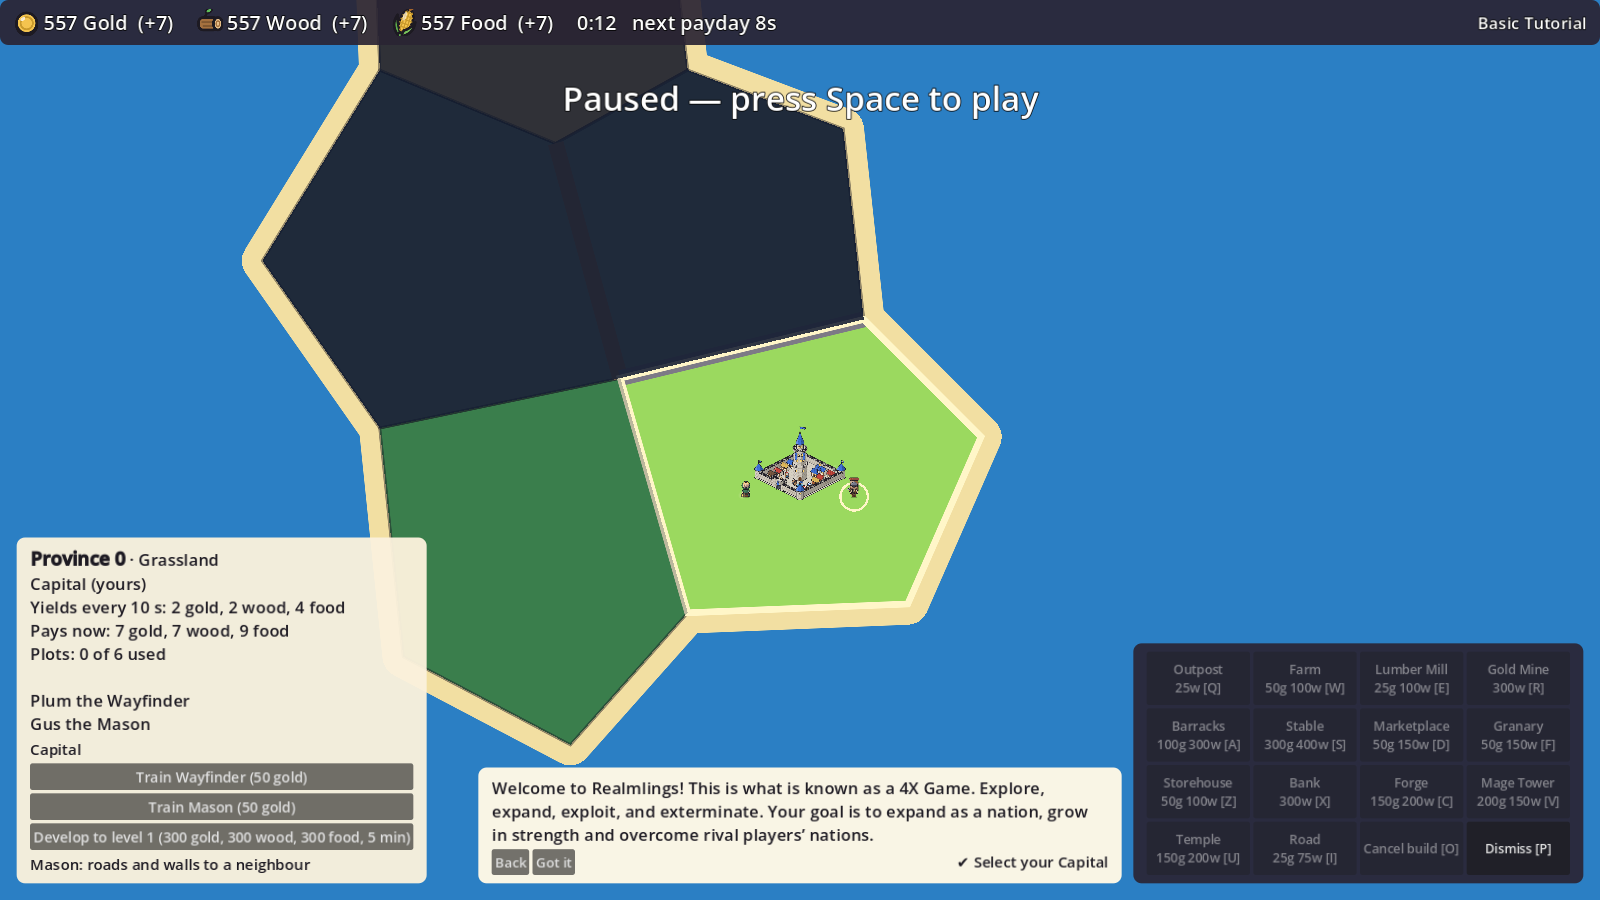 557 Gold (+7) 557 Wood (+7) 557 Food (+7) 0:12 next payday 8s Basic Tutorial
Paused — press Space to play
Province 0 · Grassland
Capital (yours)
Yields every 10 s: 2 gold, 2 wood, 4 food
Pays now: 7 gold, 7 wood, 9 food
Plots: 0 of 6 used
Plum the Wayfinder
Gus the Mason
Capital
Train Wayfinder (50 gold)
Train Mason (50 gold)
Develop to level 1 (300 gold, 300 wood, 300 food, 5 min)
Mason: roads and walls to a neighbour
Welcome to Realmlings! This is what is known as a 4X Game. Explore,
expand, exploit, and exterminate. Your goal is to expand as a nation, grow
in strength and overcome rival players’ nations.
Back Got it ✔ Select your Capital
Outpost Farm Lumber Mill Gold Mine
25w [Q] 50g 100w [W] 25g 100w [E] 300w [R]
Barracks Stable Marketplace Granary
100g 300w [A] 300g 400w [S] 50g 150w [D] 50g 150w [F]
Storehouse Bank Forge Mage Tower
50g 100w [Z] 300w [X] 150g 200w [C] 200g 150w [V]
Temple Road Cancel build [O] Dismiss [P]
150g 200w [U] 25g 75w [I]